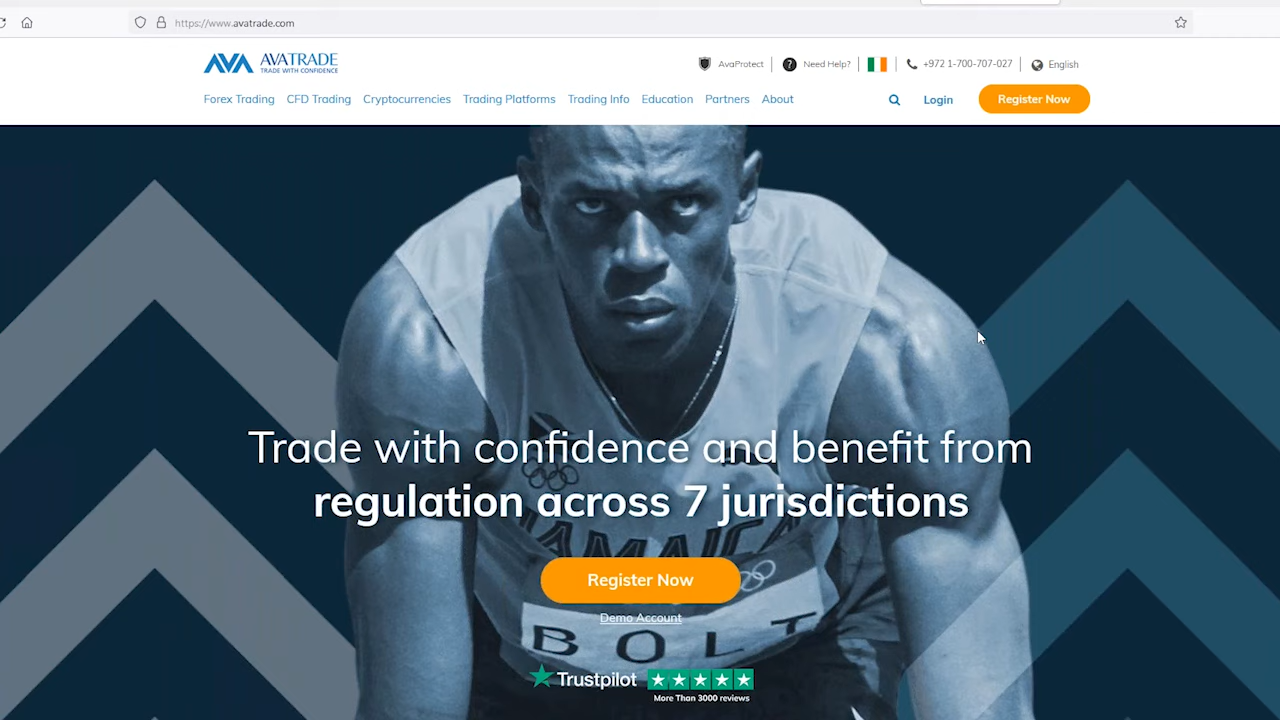 https://www.avatrade.com
AVA AVATRADE
TRADE WITH CONFIDENCE
AvaProtect
? Need Help?
+972 1-700-707-027
English
Forex Trading CFD Trading Cryptocurrencies Trading Platforms Trading Info Education Partners About
Login
Register Now
Trade with confidence and benefit from
regulation across 7 jurisdictions
JAMAICA
Register Now
Demo Account
BOLT
Trustpilot
More Than 3000 reviews